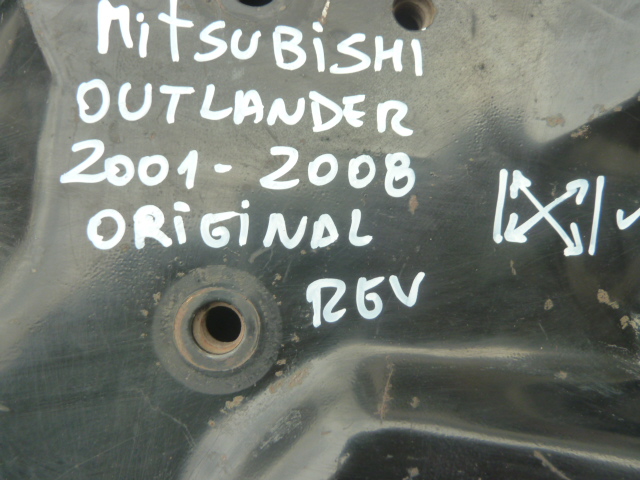 MiTSUBiSHI
OUTLANDER
2001-2008
ORiGiNAL
REV